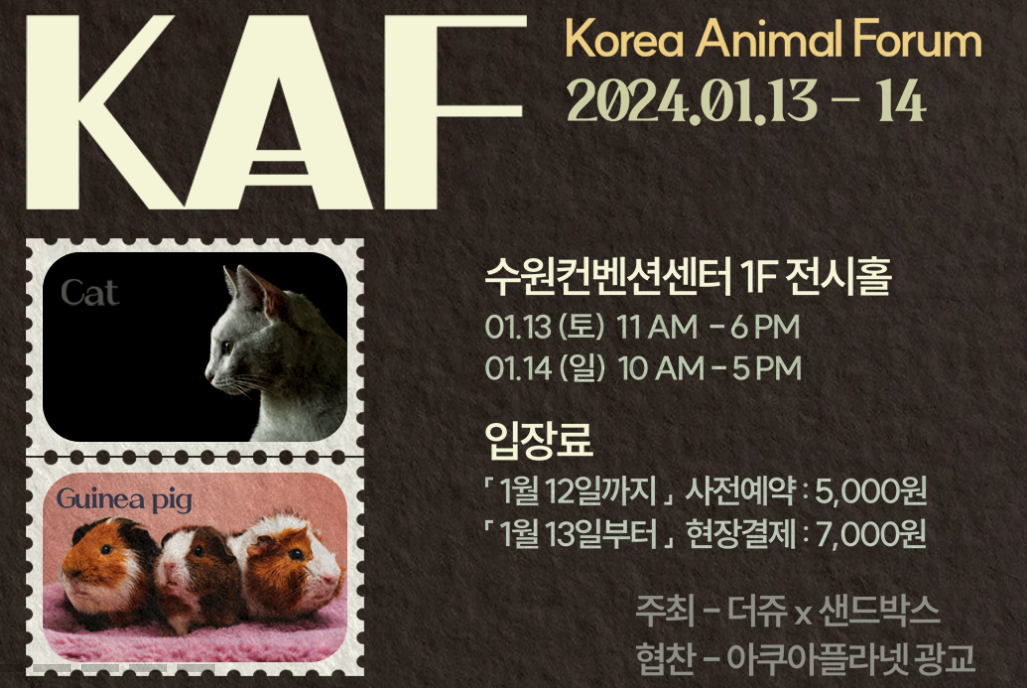 KAF
Korea Animal Forum
2024.01.13 – 14
Cat
Guinea pig
수원컨벤션센터 1F 전시홀
01.13 (토) 11 AM – 6 PM
01.14 (일) 10 AM – 5 PM
입장료
「 1월 12일까지 」 사전예약 : 5,000원
「 1월 13일부터 」 현장결제 : 7,000원
주최 – 더쥬 x 샌드박스
협찬 – 아쿠아플라넷 광교